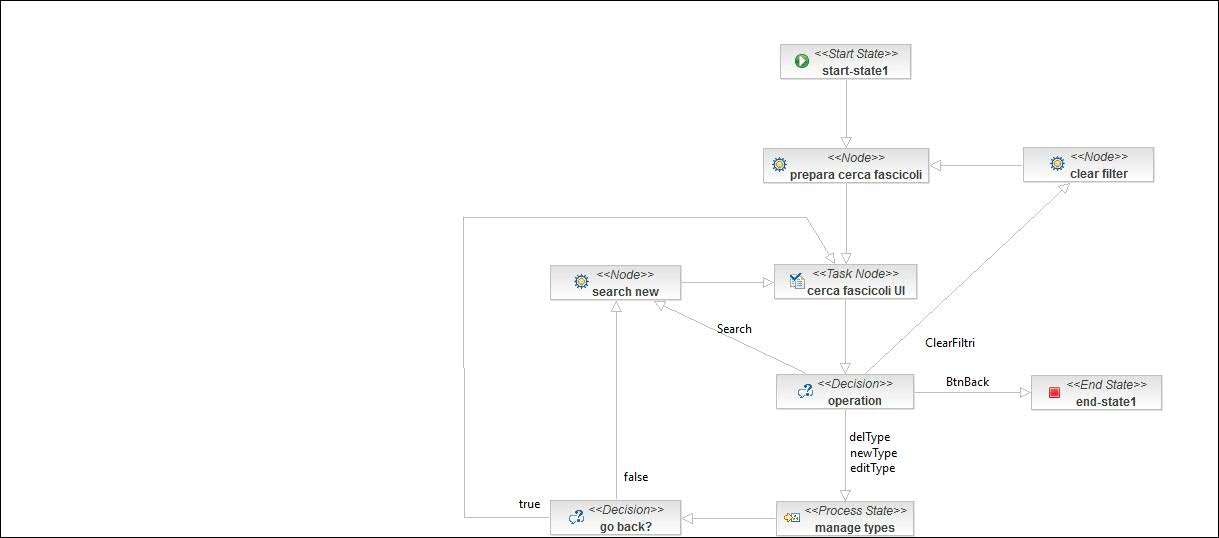 <<Start State>>
start-state1
<<Node>>
prepara cerca fascicoli
<<Node>>
clear filter
<<Node>>
search new
<<Task Node>>
cerca fascicoli UI
Search
ClearFiltri
<<Decision>>
operation
BtnBack
<<End State>>
end-state1
delType
newType
editType
false
true
<<Decision>>
go back?
<<Process State>>
manage types